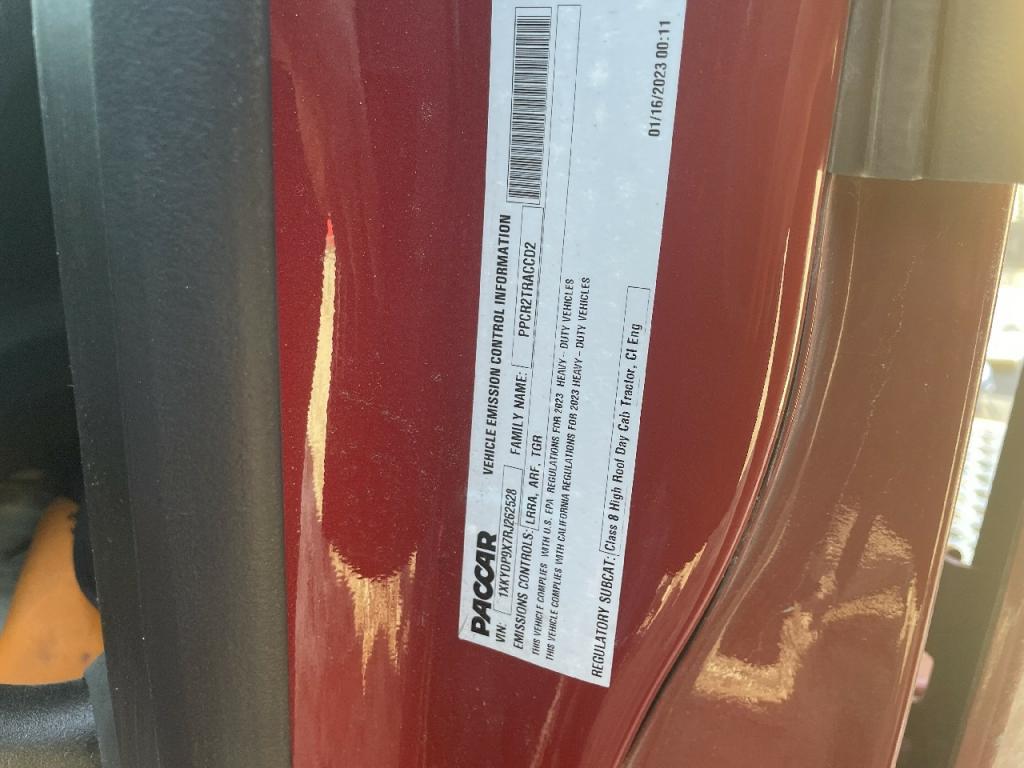 PACCAR
VEHICLE EMISSION CONTROL INFORMATION
VIN: 1XKYDP9X7RJ262528 FAMILY NAME: PPCR2TRACCD2
EMISSIONS CONTROLS: LRRA, ARF, TGR
THIS VEHICLE COMPLIES WITH U.S. EPA REGULATIONS FOR 2023 HEAVY - DUTY VEHICLES
THIS VEHICLE COMPLIES WITH CALIFORNIA REGULATIONS FOR 2023 HEAVY - DUTY VEHICLES
REGULATORY SUBCAT: Class 8 High Roof Day Cab Tractor, CI Eng
01/16/2023 00:11